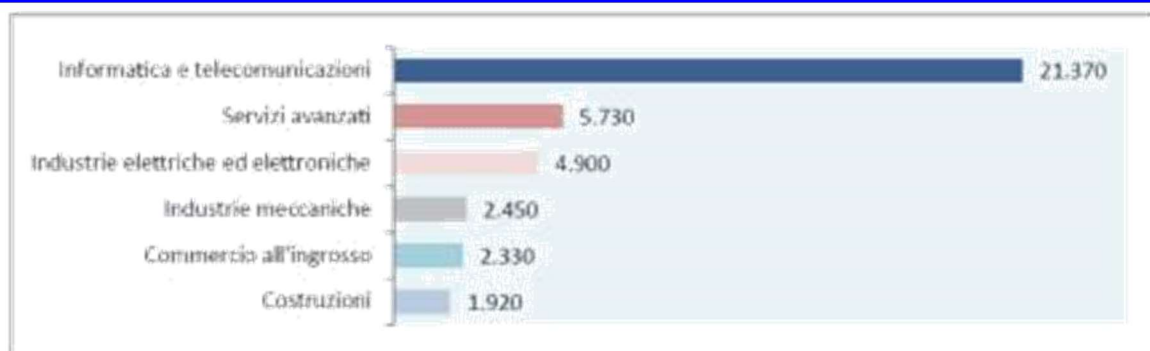 Informatica e telecomunicazioni 21.370
Servizi avanzati 5.730
Industrie elettriche ed elettroniche 4.900
Industrie meccaniche 2.450
Commercio all'ingrosso 2.330
Costruzioni 1.920